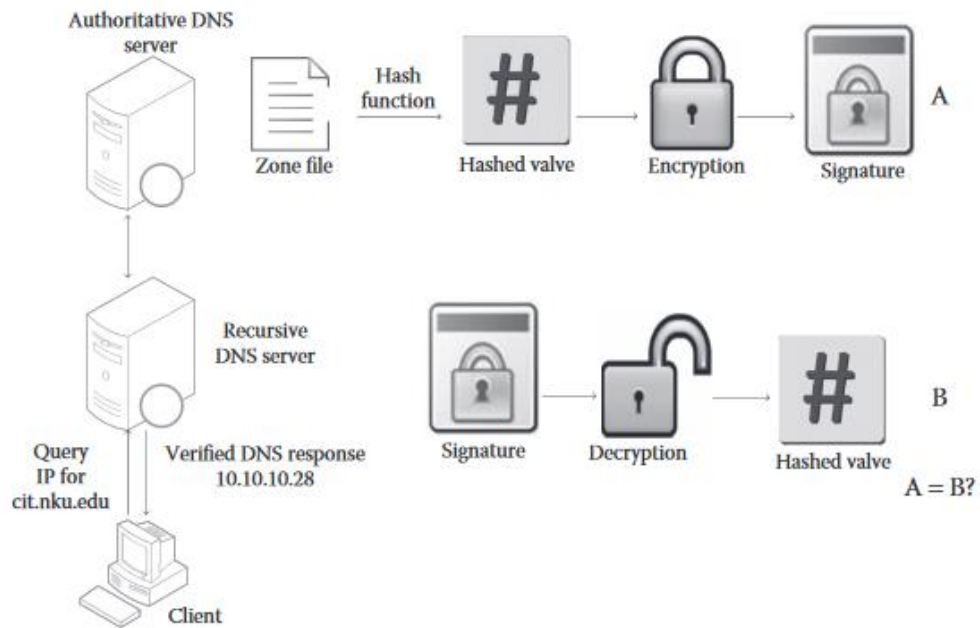 Authoritative DNS
server
Zone file
Hash
function
#
Hashed valve
Encryption
Signature
A
Recursive
DNS server
Signature
Decryption
#
Hashed valve
B
A = B?
Query
IP for
cit.nku.edu
Verified DNS response
10.10.10.28
Client